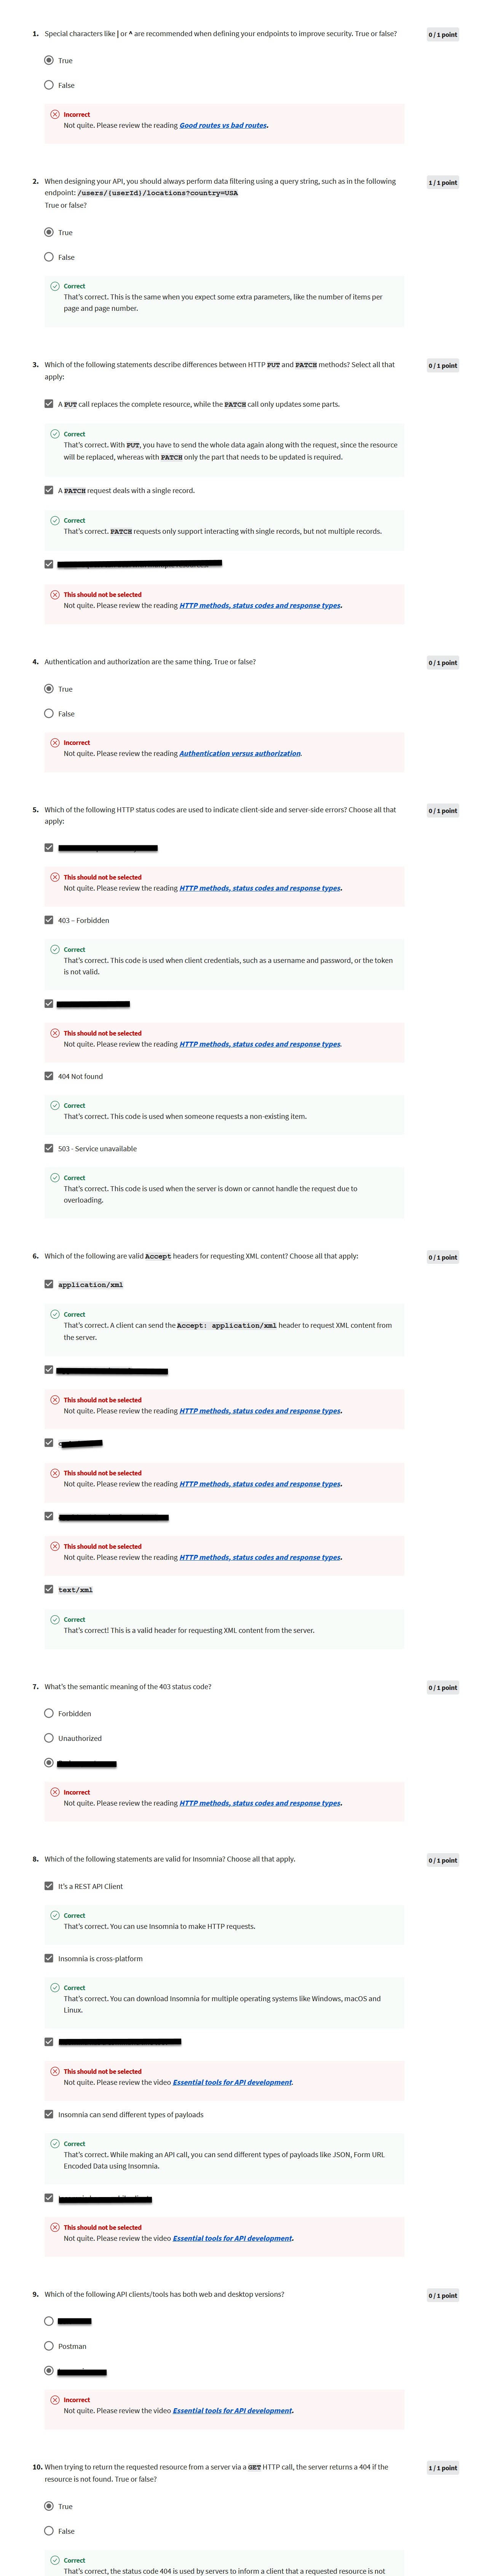 1. Special characters like | or ^ are recommended when defining your endpoints to improve security. True or false?
0 / 1 point
True
False
Incorrect
Not quite. Please review the reading Good routes vs bad routes.
2. When designing your API, you should always perform data filtering using a query string, such as in the following
endpoint: /users/{userId}/locations?country=USA
True or false?
1 / 1 point
True
False
Correct
That's correct. This is the same when you expect some extra parameters, like the number of items per
page and page number.
3. Which of the following statements describe differences between HTTP PUT and PATCH methods? Select all that
apply:
0 / 1 point
A PUT call replaces the complete resource, while the PATCH call only updates some parts.
Correct
That's correct. With PUT, you have to send the whole data again along with the request, since the resource
will be replaced, whereas with PATCH only the part that needs to be updated is required.
A PATCH request deals with a single record.
Correct
That's correct. PATCH requests only support interacting with single records, but not multiple records.
This should not be selected
Not quite. Please review the reading HTTP methods, status codes and response types.
4. Authentication and authorization are the same thing. True or false?
0 / 1 point
True
False
Incorrect
Not quite. Please review the reading Authentication versus authorization.
5. Which of the following HTTP status codes are used to indicate client-side and server-side errors? Choose all that
apply:
0 / 1 point
This should not be selected
Not quite. Please review the reading HTTP methods, status codes and response types.
403 – Forbidden
Correct
That's correct. This code is used when client credentials, such as a username and password, or the token
is not valid.
This should not be selected
Not quite. Please review the reading HTTP methods, status codes and response types.
404 Not found
Correct
That's correct. This code is used when someone requests a non-existing item.
503 - Service unavailable
Correct
That's correct. This code is used when the server is down or cannot handle the request due to
overloading.
6. Which of the following are valid Accept headers for requesting XML content? Choose all that apply:
0 / 1 point
application/xml
Correct
That's correct. A client can send the Accept: application/xml header to request XML content from
the server.
This should not be selected
Not quite. Please review the reading HTTP methods, status codes and response types.
This should not be selected
Not quite. Please review the reading HTTP methods, status codes and response types.
This should not be selected
Not quite. Please review the reading HTTP methods, status codes and response types.
text/xml
Correct
That's correct! This is a valid header for requesting XML content from the server.
7. What's the semantic meaning of the 403 status code?
0 / 1 point
Forbidden
Unauthorized
Incorrect
Not quite. Please review the reading HTTP methods, status codes and response types.
8. Which of the following statements are valid for Insomnia? Choose all that apply.
0 / 1 point
It's a REST API Client
Correct
That's correct. You can use Insomnia to make HTTP requests.
Insomnia is cross-platform
Correct
That's correct. You can download Insomnia for multiple operating systems like Windows, macOS and
Linux.
This should not be selected
Not quite. Please review the video Essential tools for API development.
Insomnia can send different types of payloads
Correct
That's correct. While making an API call, you can send different types of payloads like JSON, Form URL
Encoded Data using Insomnia.
This should not be selected
Not quite. Please review the video Essential tools for API development.
9. Which of the following API clients/tools has both web and desktop versions?
0 / 1 point
Postman
Incorrect
Not quite. Please review the video Essential tools for API development.
10. When trying to return the requested resource from a server via a GET HTTP call, the server returns a 404 if the
resource is not found. True or false?
1 / 1 point
True
False
Correct
That's correct, the status code 404 is used by servers to inform a client that a requested resource is not